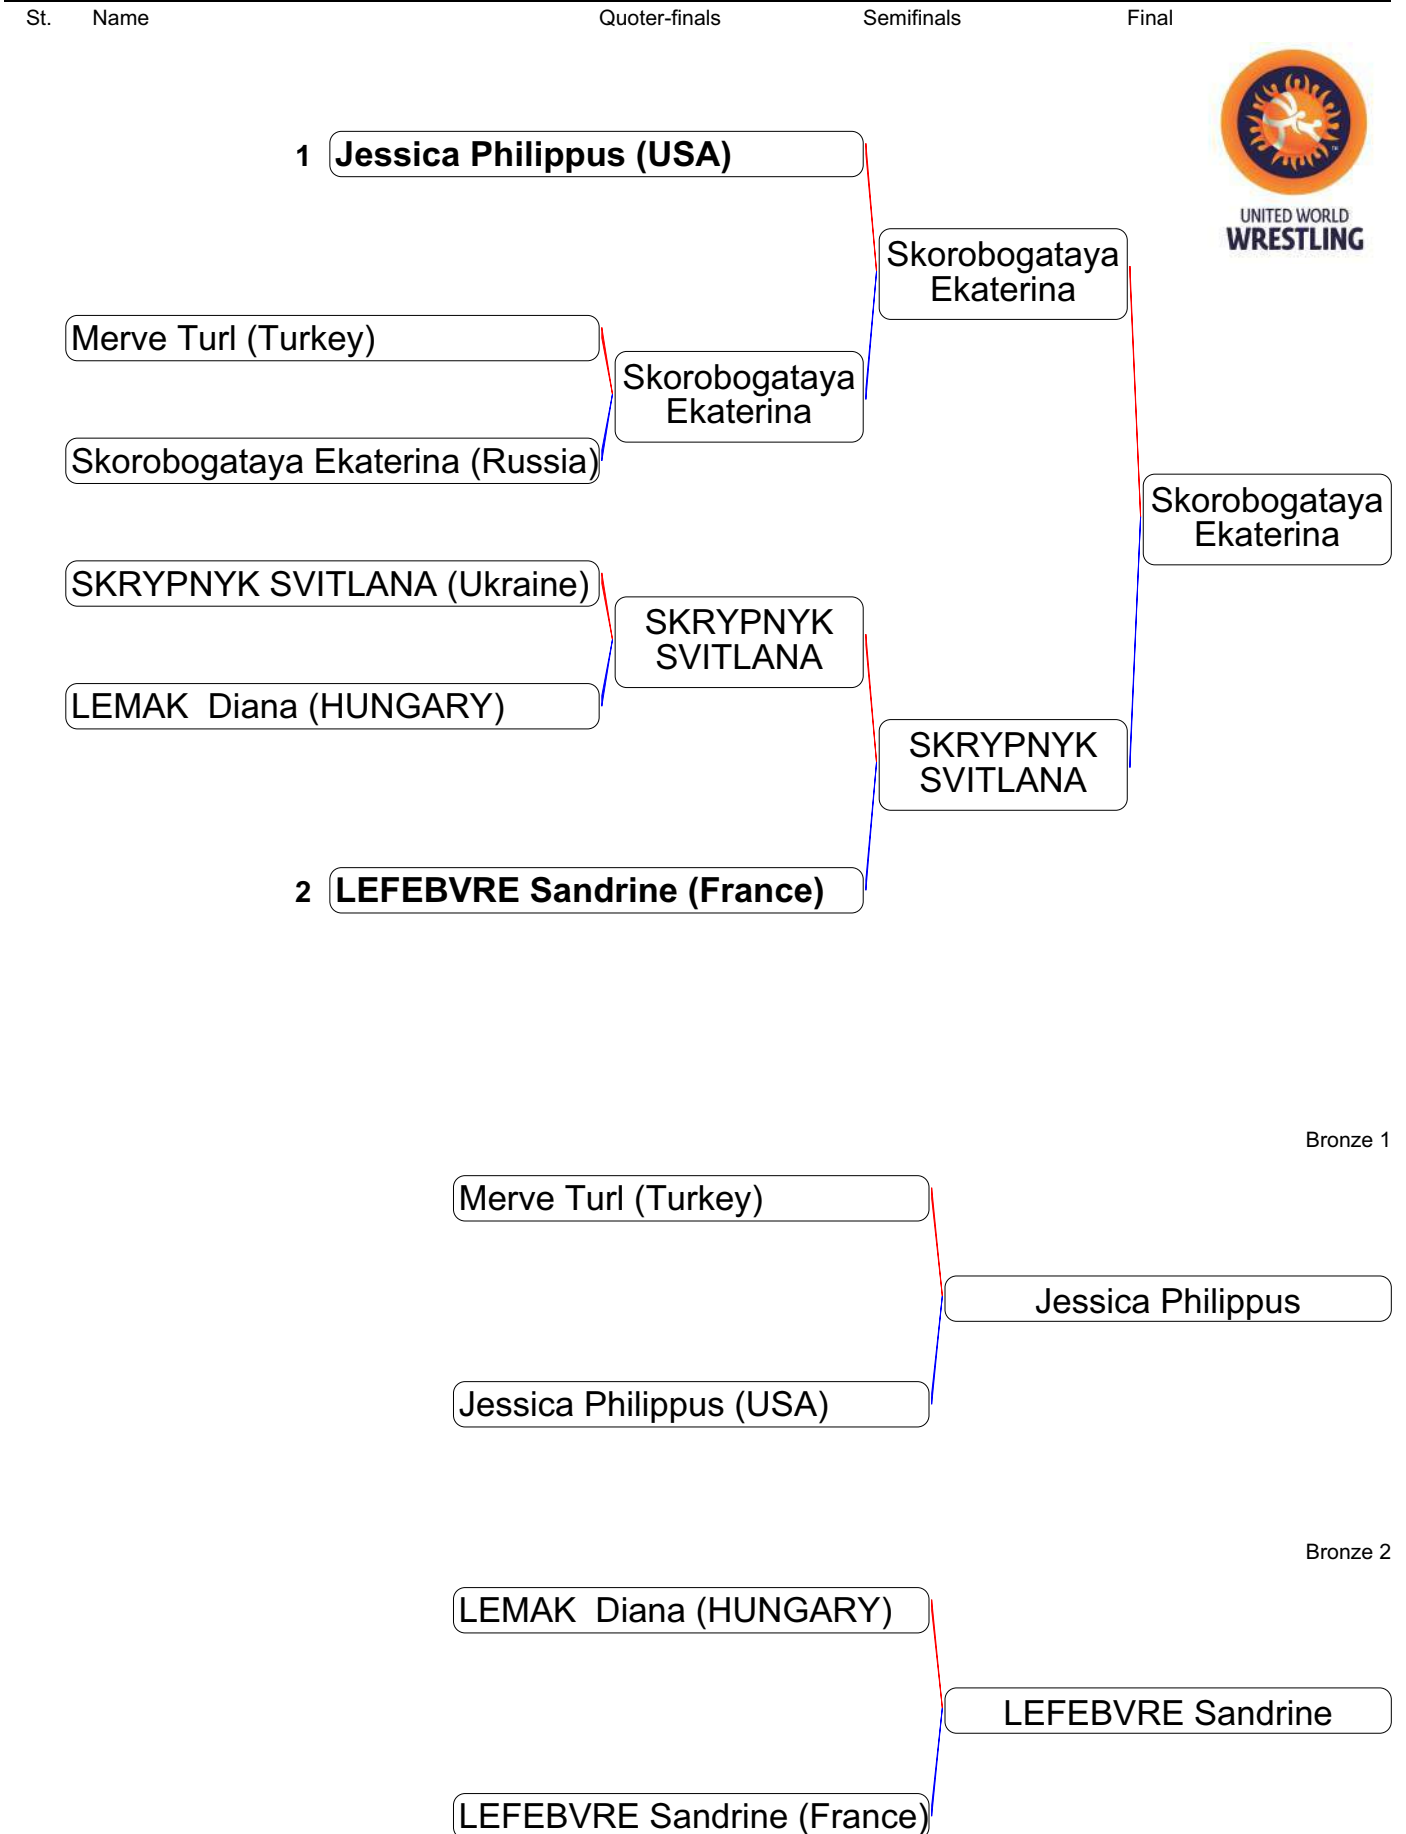 St. Name Quoter-finals Semifinals Final
UNITED WORLD
WRESTLING
1 Jessica Philippus (USA)
Skorobogataya
Ekaterina
Merve Turl (Turkey)
Skorobogataya
Ekaterina
Skorobogataya Ekaterina (Russia)
Skorobogataya
Ekaterina
SKRYPNYK SVITLANA (Ukraine)
SKRYPNYK
SVITLANA
LEMAK  Diana (HUNGARY)
SKRYPNYK
SVITLANA
2 LEFEBVRE Sandrine (France)
Bronze 1
Merve Turl (Turkey)
Jessica Philippus
Jessica Philippus (USA)
Bronze 2
LEMAK  Diana (HUNGARY)
LEFEBVRE Sandrine
LEFEBVRE Sandrine (France)